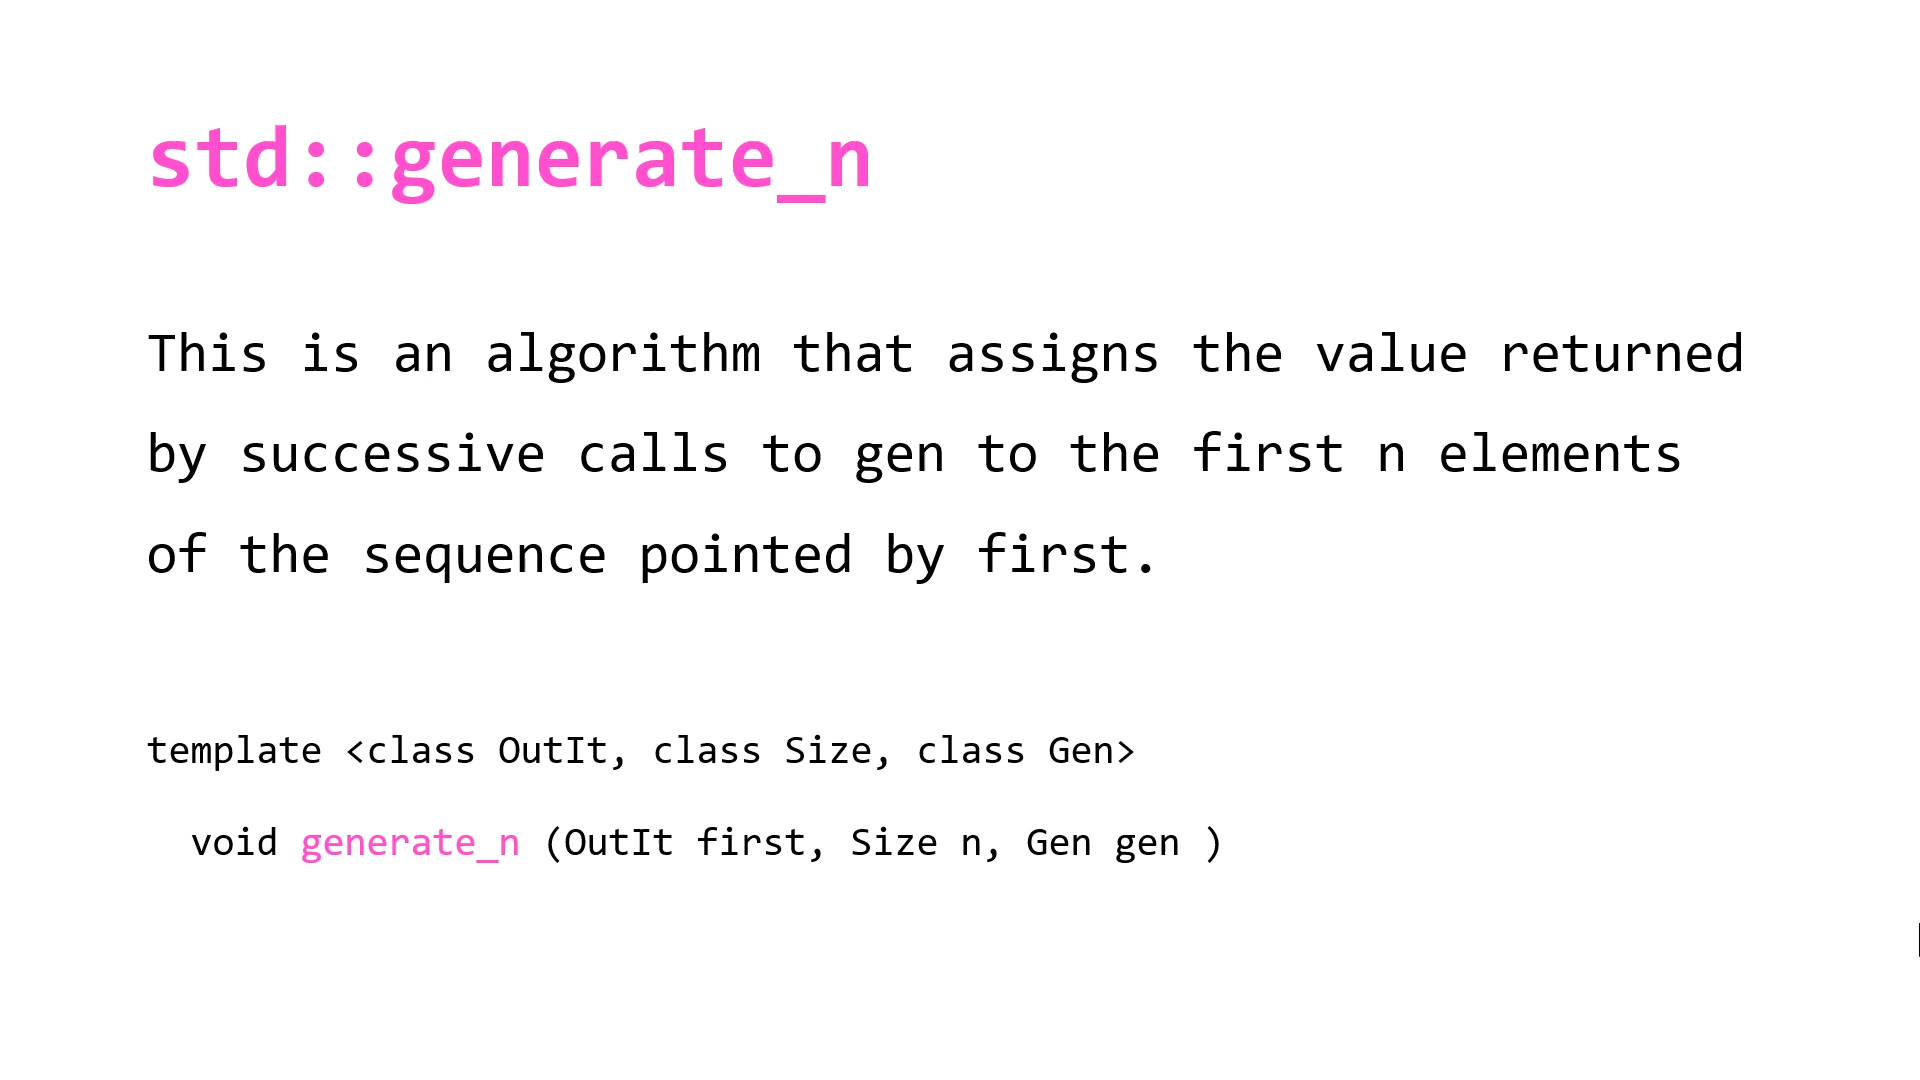 std::generate_n
This is an algorithm that assigns the value returned
by successive calls to gen to the first n elements
of the sequence pointed by first.
template <class OutIt, class Size, class Gen>
void generate_n (OutIt first, Size n, Gen gen )